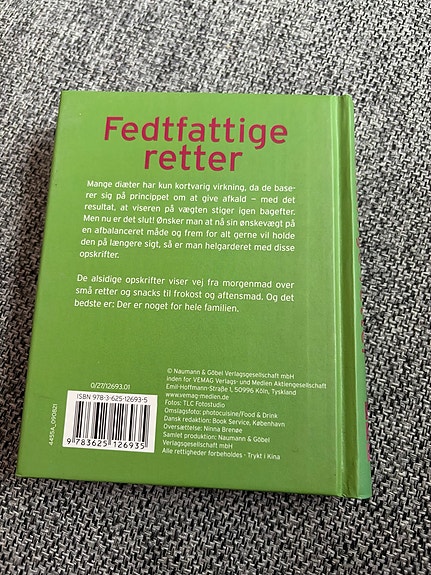 Fedtfattige
retter
Mange diæter har kun kortvarig virkning, da de base-
rer sig på princippet om at give afkald – med det
resultat, at viseren på vægten stiger igen bagefter.
Men nu er det slut! Ønsker man at nå sin ønskevægt på
en afbalanceret måde og frem for alt gerne vil holde
den på længere sigt, så er man helgarderet med disse
opskrifter.
De alsidige opskrifter viser vej fra morgenmad over
små retter og snacks til frokost og aftensmad. Og det
bedste er: Der er noget for hele familien.
© Naumann & Göbel Verlagsgesellschaft mbH
inden for VEMAG Verlags- und Medien Aktiengesellschaft
Emil-Hoffmann-Straße 1, 50996 Köln, Tyskland
www.vemag-medien.de
Fotos: TLC Fotostudio
Omslagsfoto: photocuisine/Food & Drink
Dansk redaktion: Book Service, København
Oversættelse: Ninna Brenøe
Samlet produktion: Naumann & Göbel
Verlagsgesellschaft mbH
Alle rettigheder forbeholdes · Trykt i Kina
0/27/12693.01
ISBN 978-3-625-12693-5
9 783625 126935
4455A_090821